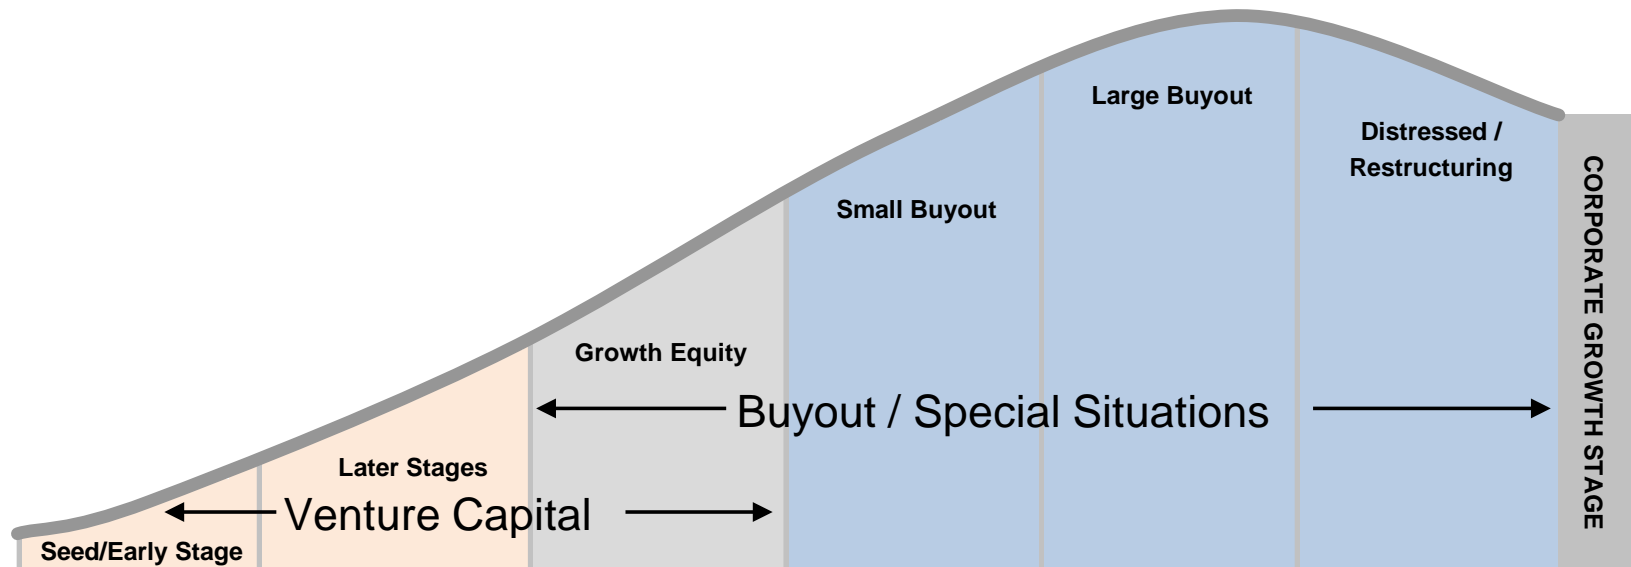 Large Buyout
Distressed /
Restructuring
Small Buyout
Growth Equity
Buyout / Special Situations
Later Stages
Venture Capital
Seed/Early Stage
CORPORATE GROWTH STAGE